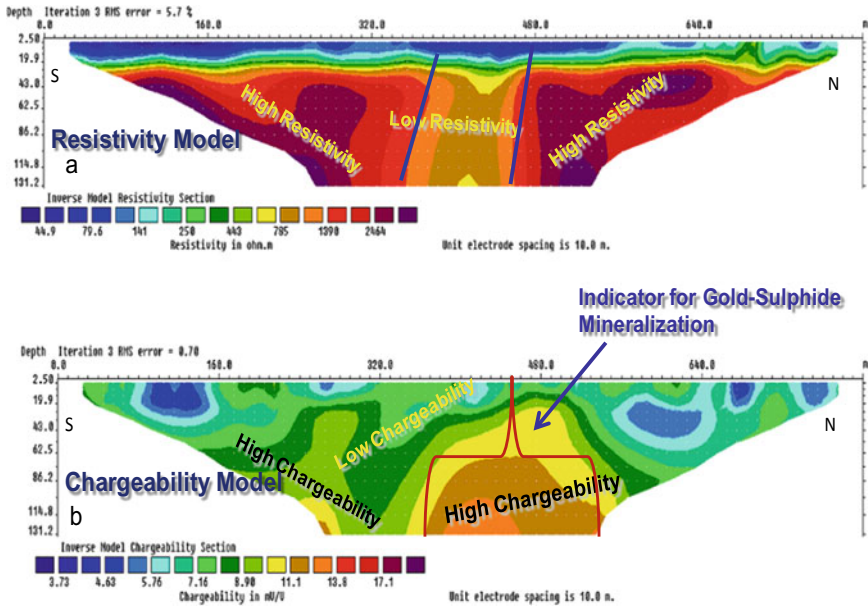 Depth Iteration 3 RMS error = 5.7 %
0.0 160.0 320.0 480.0 640.0 m.
2.50
19.9
43.0
62.5
86.2
114.8
131.2
S
N
High Resistivity
Low Resistivity
High Resistivity
Resistivity Model
a
Inverse Model Resistivity Section
44.9 79.6 141 250 443 785 1390 2464
Resistivity in ohm.m
Unit electrode spacing is 10.0 m.
Indicator for Gold-Sulphide
Mineralization
Depth Iteration 3 RMS error = 0.70
0.0 160.0 320.0 480.0 640.0 m
2.50
19.9
43.0
62.5
86.2
114.8
131.2
S
N
High Chargeability
Low Chargeability
High Chargeability
Chargeability Model
b
Inverse Model Chargeability Section
3.73 4.63 5.76 7.16 8.90 11.1 13.8 17.1
Chargeability in mV/V
Unit electrode spacing is 10.0 m.